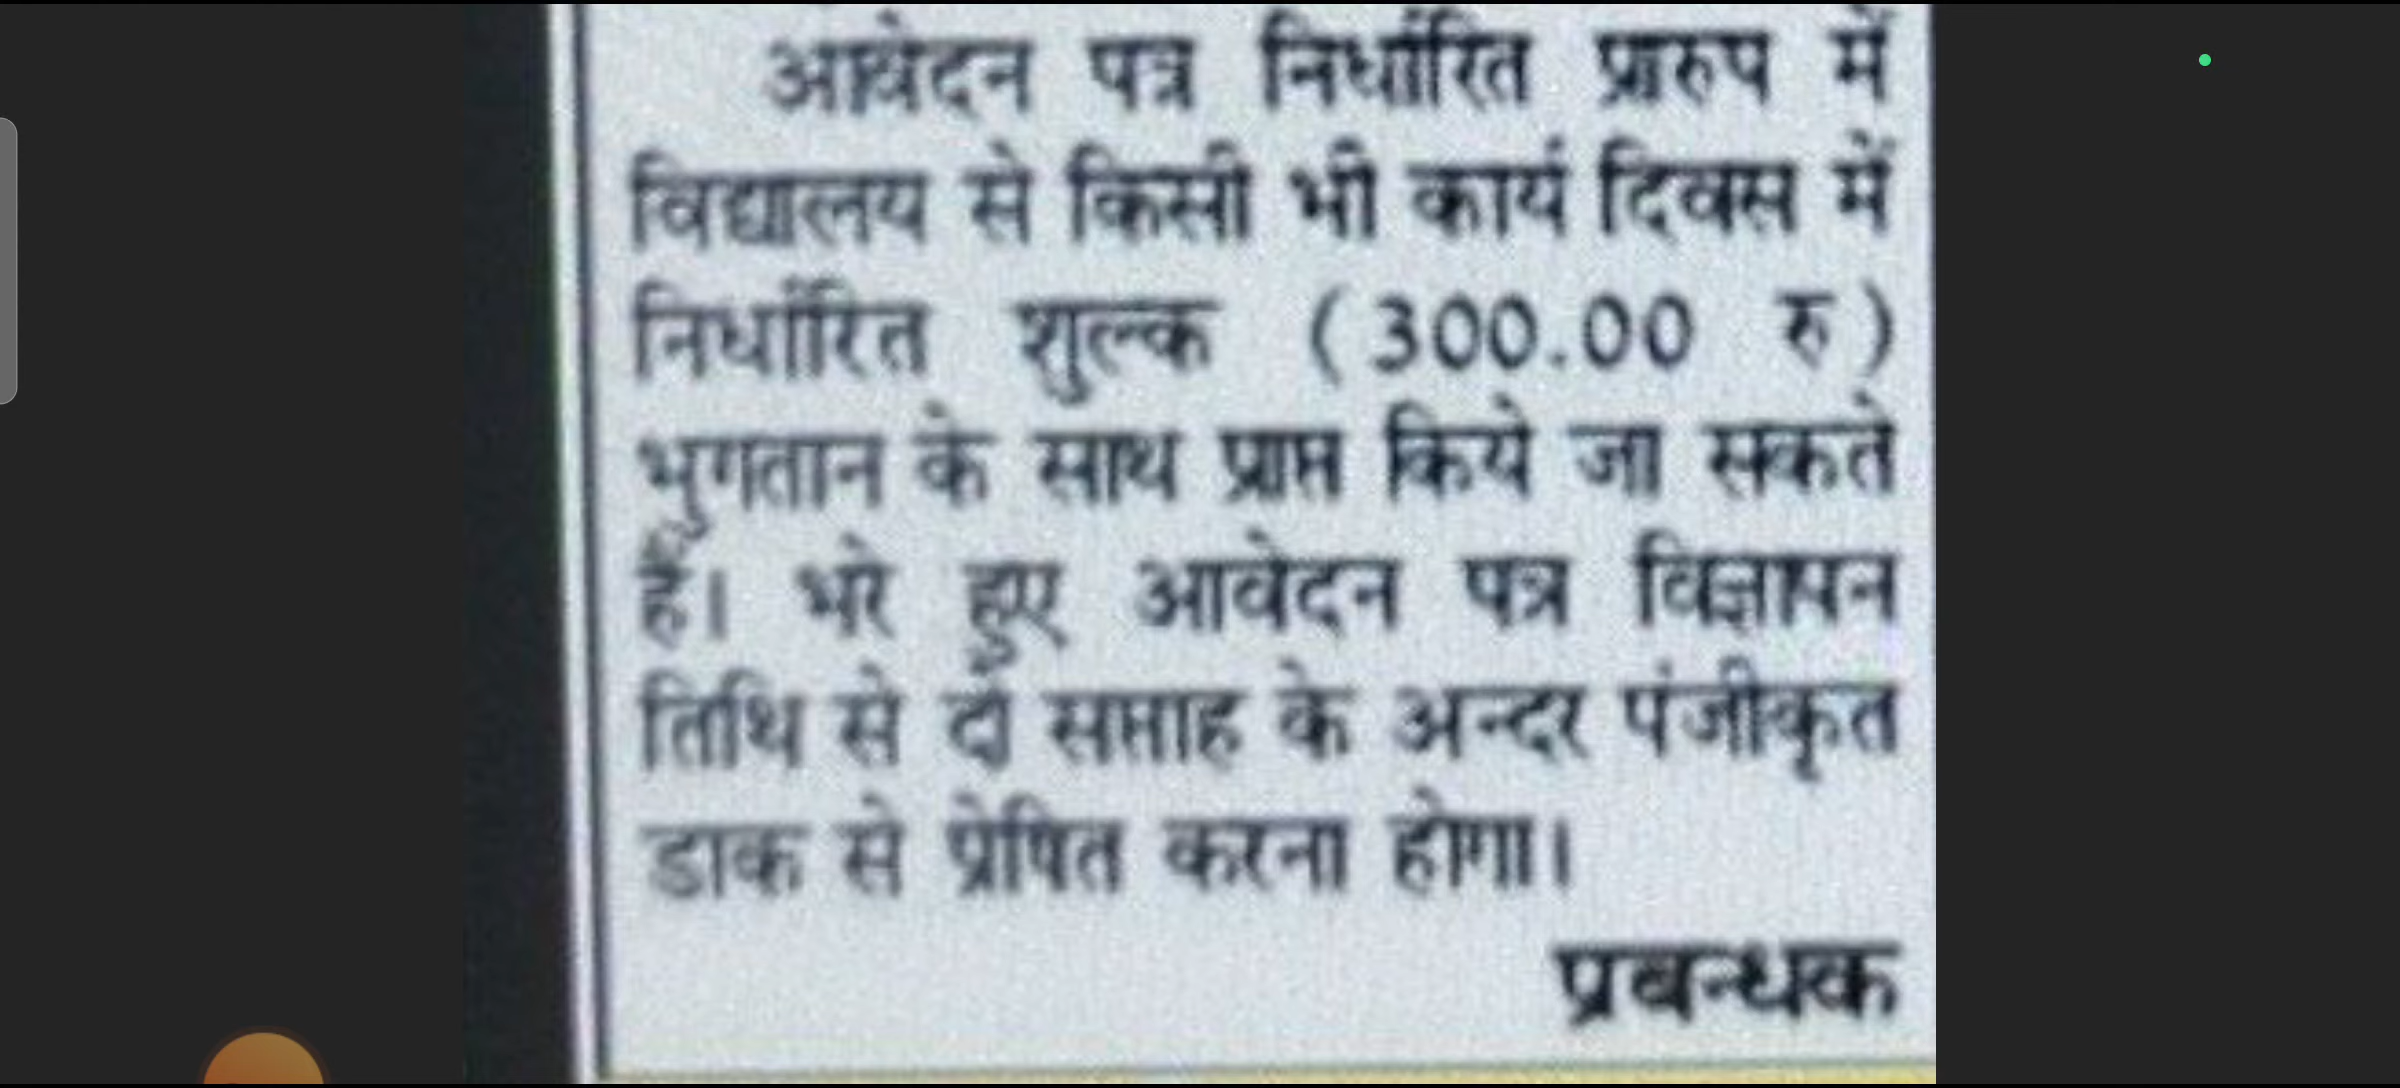 आवेदन पत्र निर्धारित प्रारुप में
विद्यालय से किसी भी कार्य दिवस में
निर्धारित शुल्क (300.00 रु)
भुगतान के साथ प्राप्त किये जा सकते
हैं। भरे हुए आवेदन पत्र विज्ञापन
तिथि से दो सप्ताह के अन्दर पंजीकृत
डाक से प्रेषित करना होगा।
प्रबन्धक